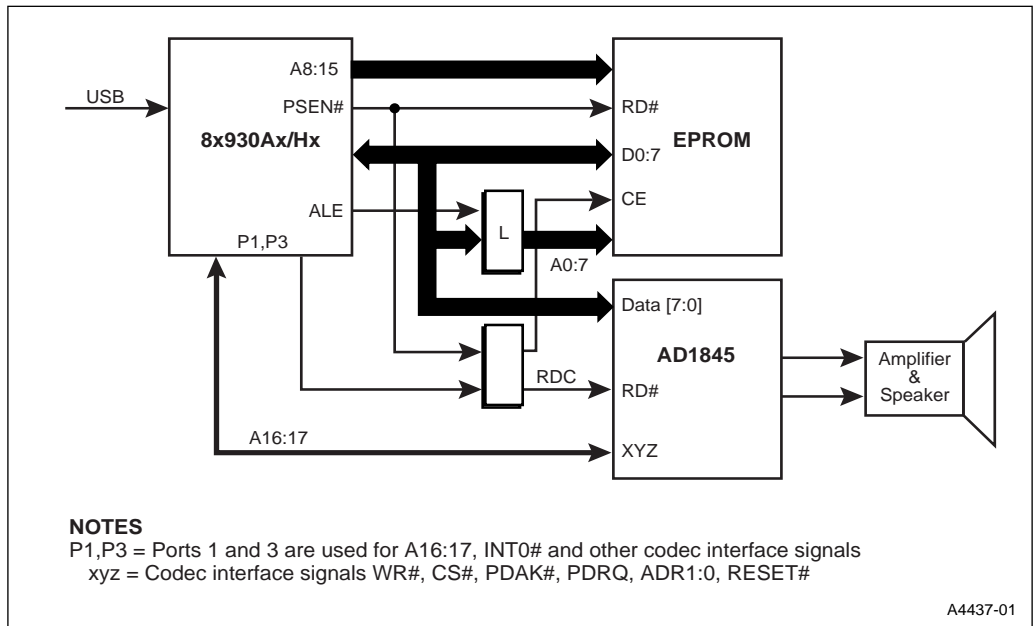 A8:15
USB
PSEN#
RD#
8x930Ax/Hx
EPROM
D0:7
CE
ALE
L
P1,P3
A0:7
Data [7:0]
AD1845
Amplifier
&
Speaker
RDC
RD#
A16:17
XYZ
NOTES
P1,P3 = Ports 1 and 3 are used for A16:17, INT0# and other codec interface signals
xyz = Codec interface signals WR#, CS#, PDAK#, PDRQ, ADR1:0, RESET#
A4437-01